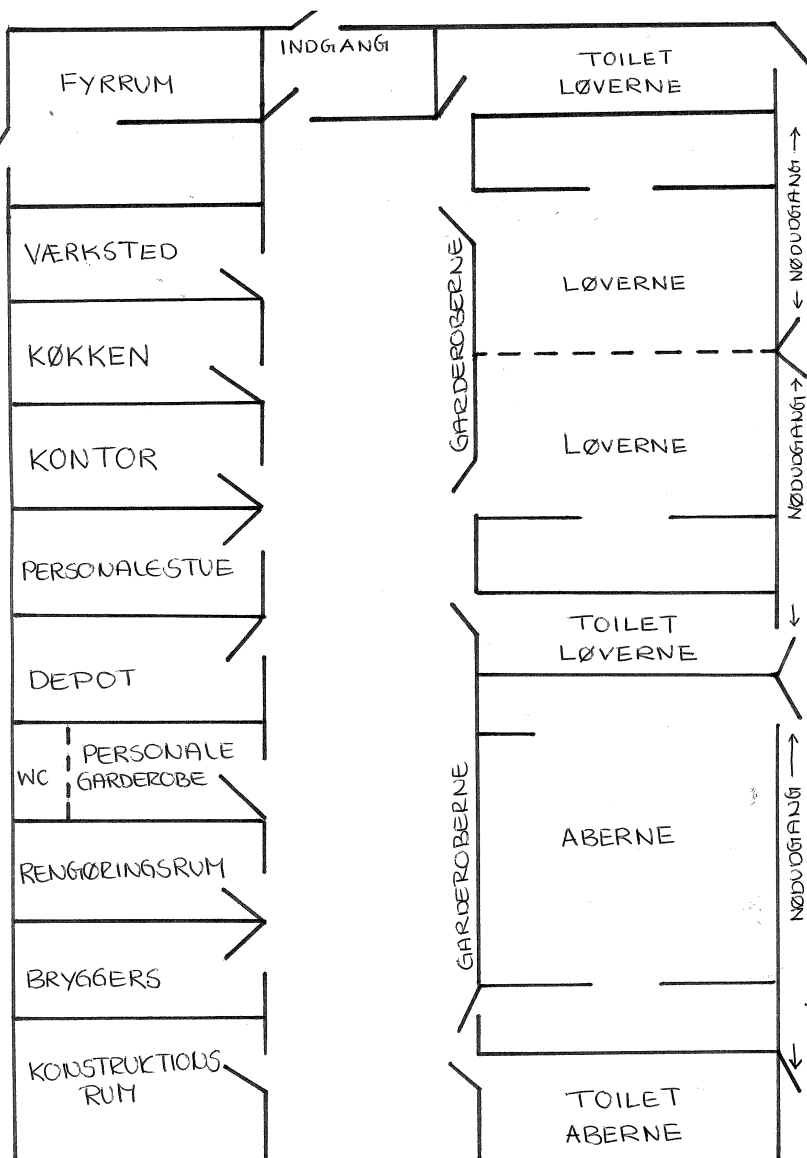 INDGANG
FYRRUM
TOILET
LØVERNE
NØDUDGANG
VÆRKSTED
LØVERNE
GARDEROBERNE
KØKKEN
NØDUDGANG
KONTOR
LØVERNE
PERSONALESTUE
TOILET
LØVERNE
DEPOT
PERSONALE
GARDEROBE
WC
GARDEROBERNE
ABERNE
NØDUDGANG
RENGØRINGSRUM
BRYGGERS
KONSTRUKTIONS
RUM
TOILET
ABERNE